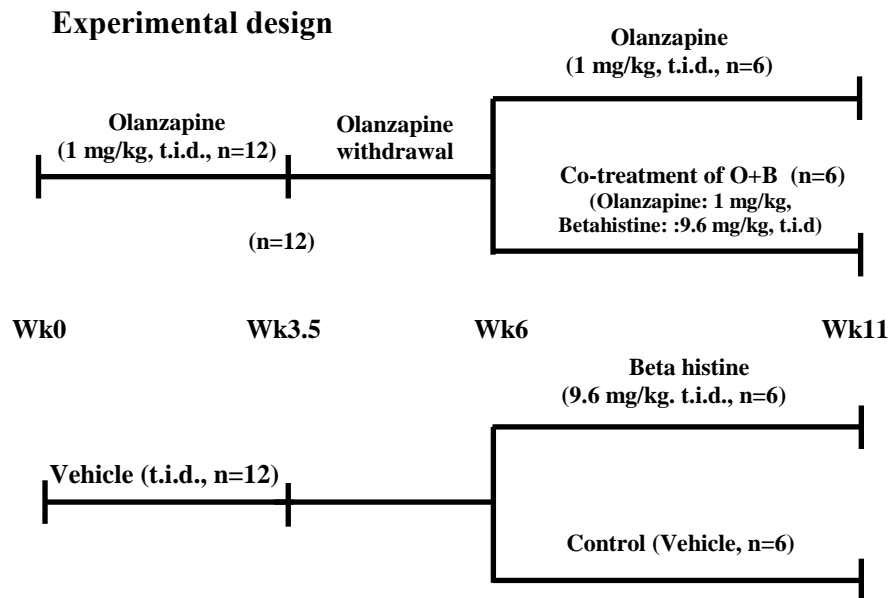 Experimental design
Olanzapine
(1 mg/kg, t.i.d., n=6)
Olanzapine
(1 mg/kg, t.i.d., n=12)
Olanzapine
withdrawal
Co-treatment of O+B (n=6)
(Olanzapine: 1 mg/kg,
Betahistine: :9.6 mg/kg, t.i.d)
(n=12)
Wk0 Wk3.5 Wk6 Wk11
Beta histine
(9.6 mg/kg. t.i.d., n=6)
Vehicle (t.i.d., n=12)
Control (Vehicle, n=6)